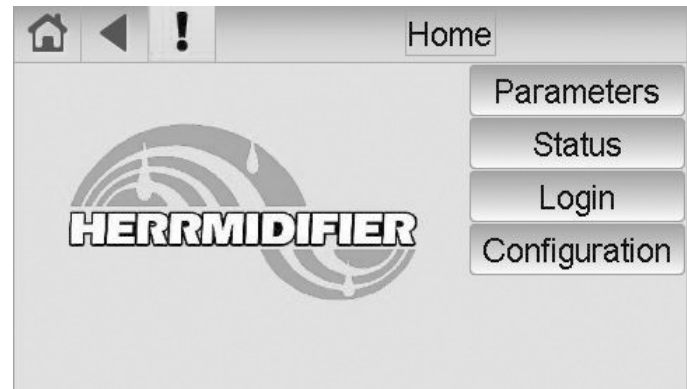 !
Home
Parameters
Status
Login
HERRMIDIFIER
Configuration